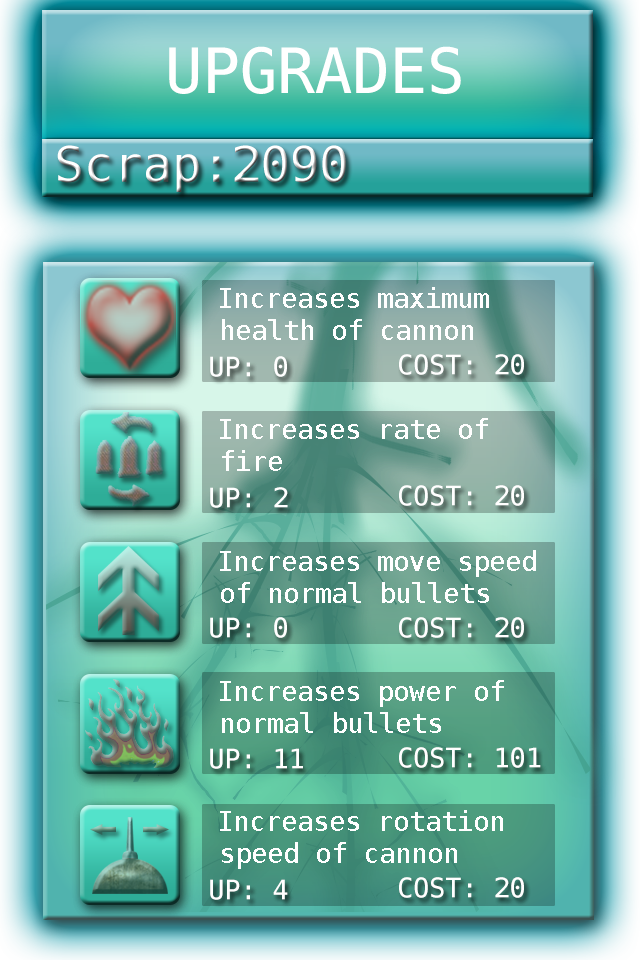 UPGRADES
Scrap:2090
Increases maximum
health of cannon
UP: 0 COST: 20
Increases rate of
fire
UP: 2 COST: 20
Increases move speed
of normal bullets
UP: 0 COST: 20
Increases power of
normal bullets
UP: 11 COST: 101
Increases rotation
speed of cannon
UP: 4 COST: 20